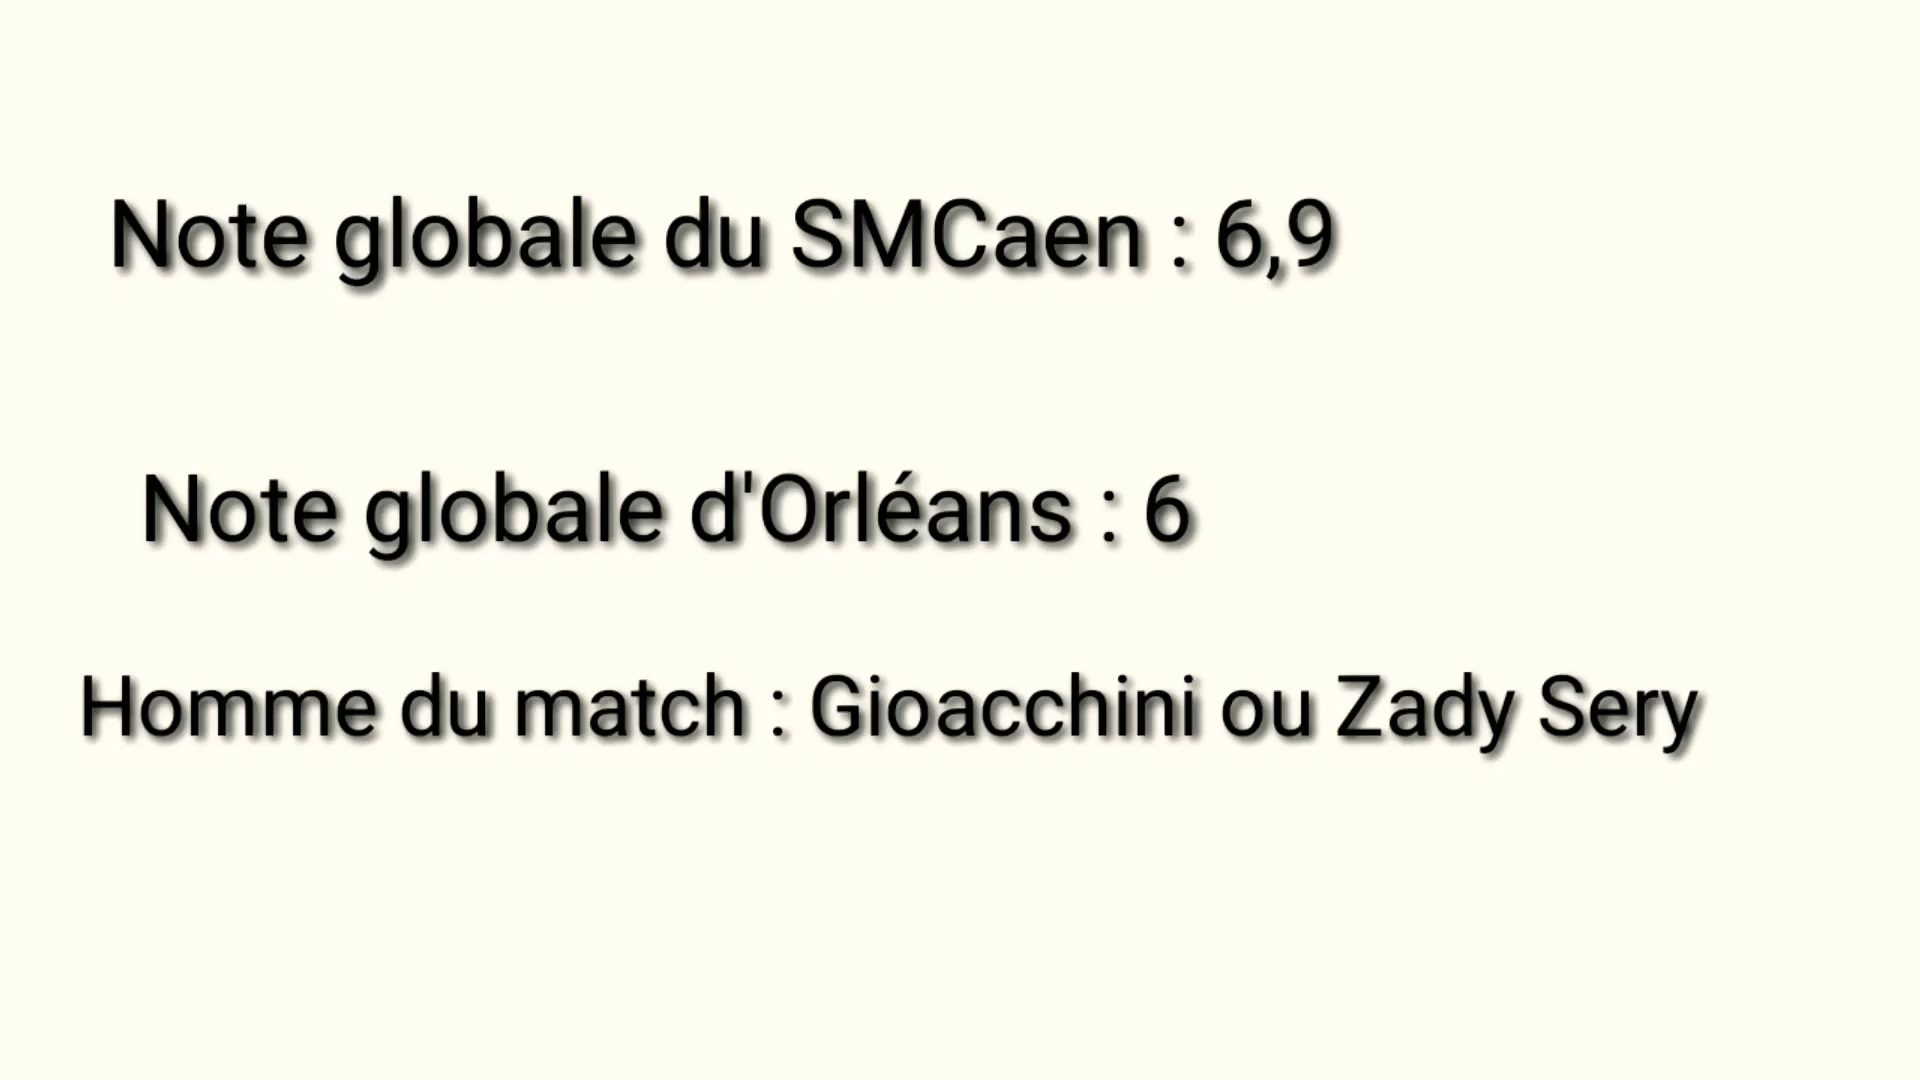 Note globale du SMCaen : 6,9
Note globale d'Orléans : 6
Homme du match : Gioacchini ou Zady Sery